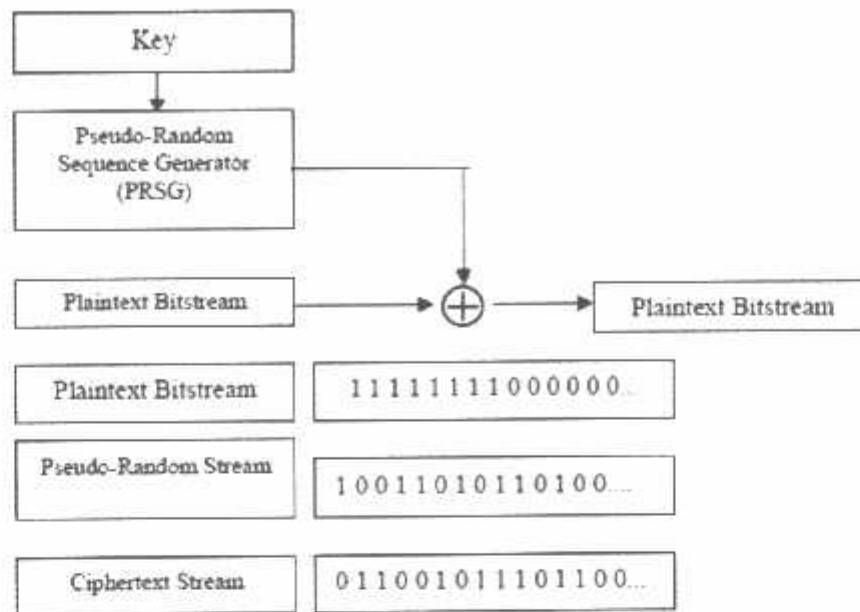 Key
Pseudo-Random
Sequence Generator
(PRSG)
Plaintext Bitstream
Plaintext Bitstream
Plaintext Bitstream
1 1 1 1 1 1 1 1 0 0 0 0 0 0...
Pseudo-Random Stream
1 0 0 1 1 0 1 0 1 1 0 1 0 0....
Ciphertext Stream
0 1 1 0 0 1 0 1 1 1 0 1 1 0 0...